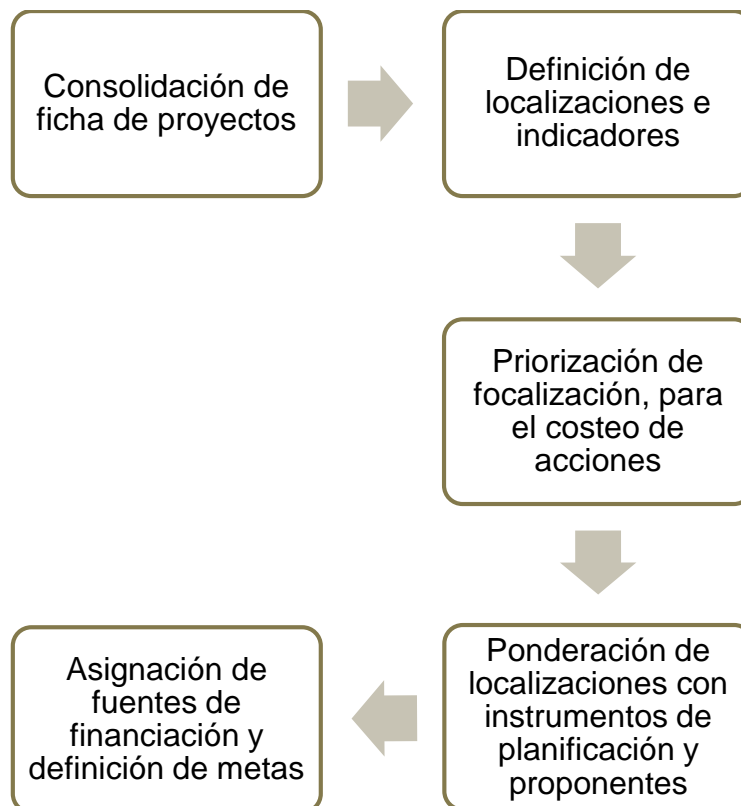 Consolidación de
ficha de proyectos
Definición de
localizaciones e
indicadores
Priorización de
focalización, para
el costeo de
acciones
Ponderación de
localizaciones con
instrumentos de
planificación y
proponentes
Asignación de
fuentes de
financiación y
definición de metas